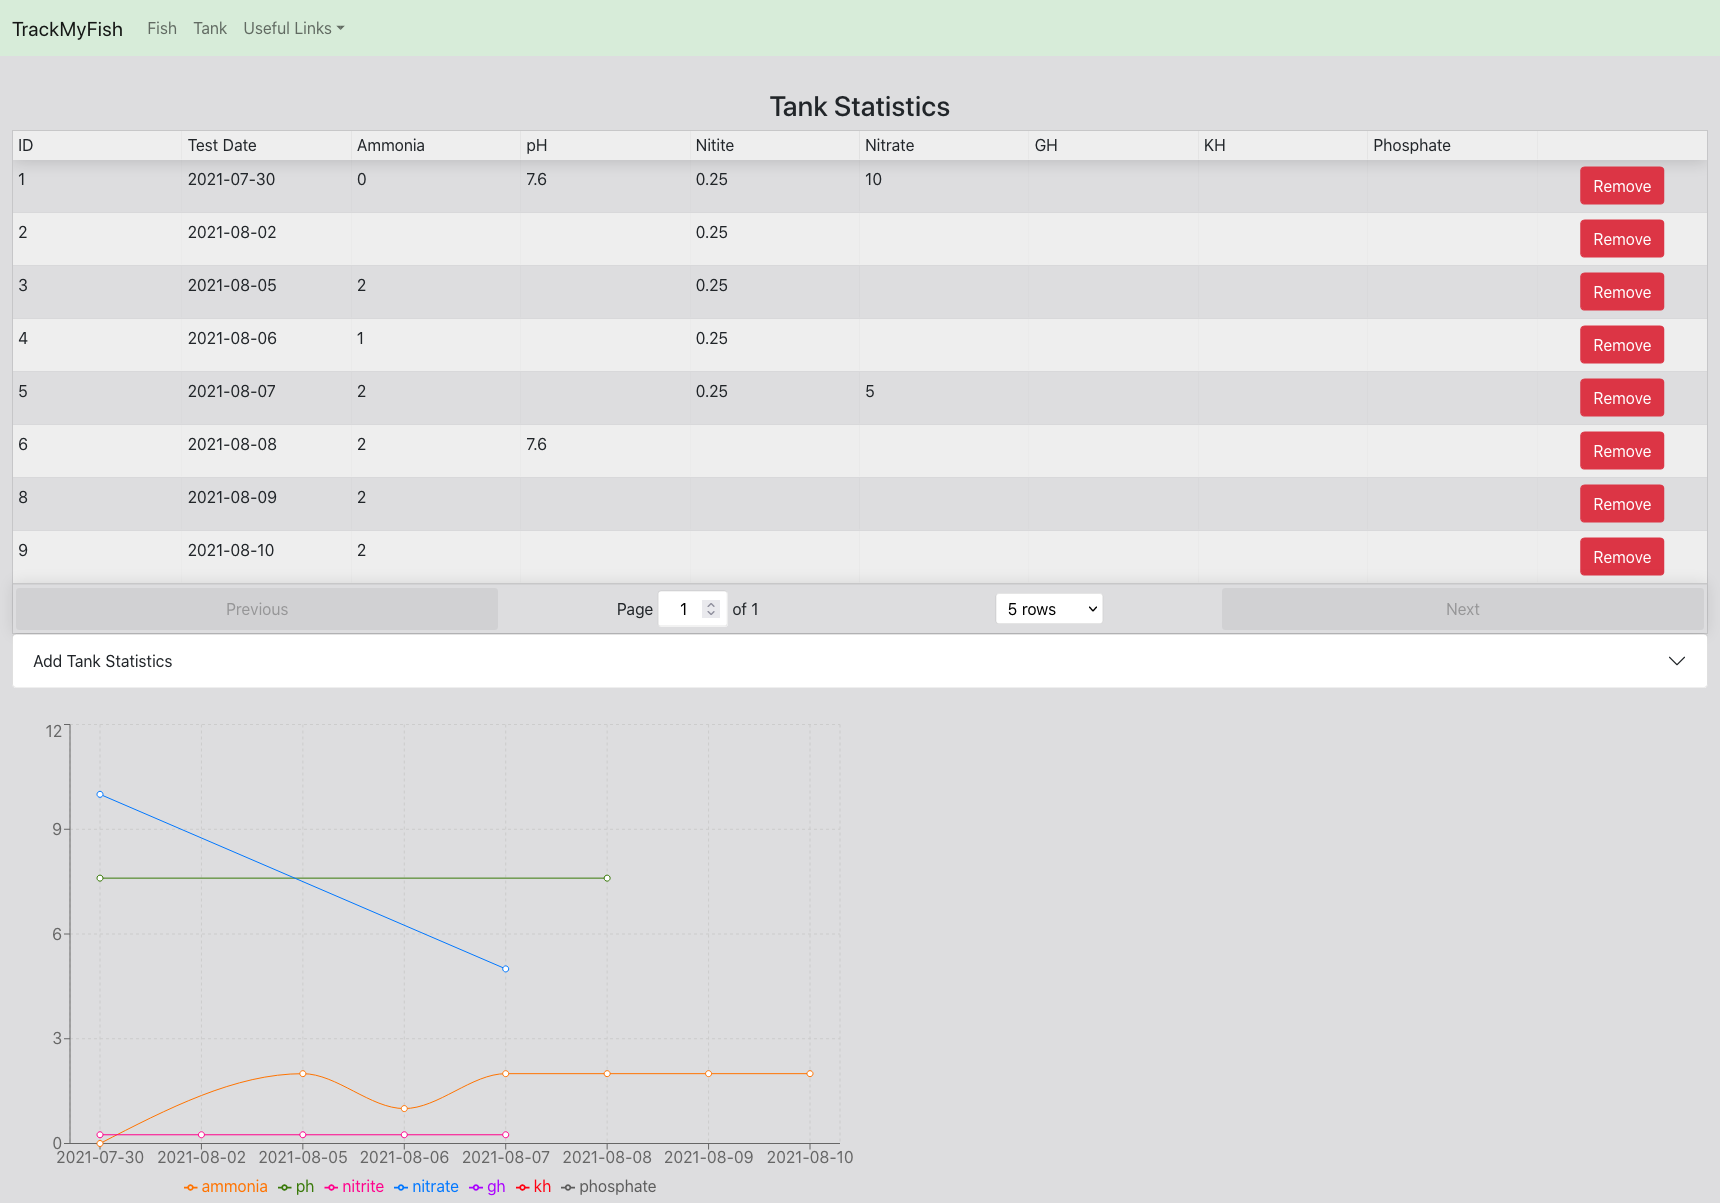 TrackMyFish Fish Tank Useful Links
Tank Statistics
ID Test Date Ammonia pH Nitite Nitrate GH KH Phosphate
1 2021-07-30 0 7.6 0.25 10 Remove
2 2021-08-02 0.25 Remove
3 2021-08-05 2 0.25 Remove
4 2021-08-06 1 0.25 Remove
5 2021-08-07 2 0.25 5 Remove
6 2021-08-08 2 7.6 Remove
8 2021-08-09 2 Remove
9 2021-08-10 2 Remove
Previous Page 1 of 1 5 rows Next
Add Tank Statistics
12
9
6
3
0
2021-07-30 2021-08-02 2021-08-05 2021-08-06 2021-08-07 2021-08-08 2021-08-09 2021-08-10
ammonia ph nitrite nitrate gh kh phosphate